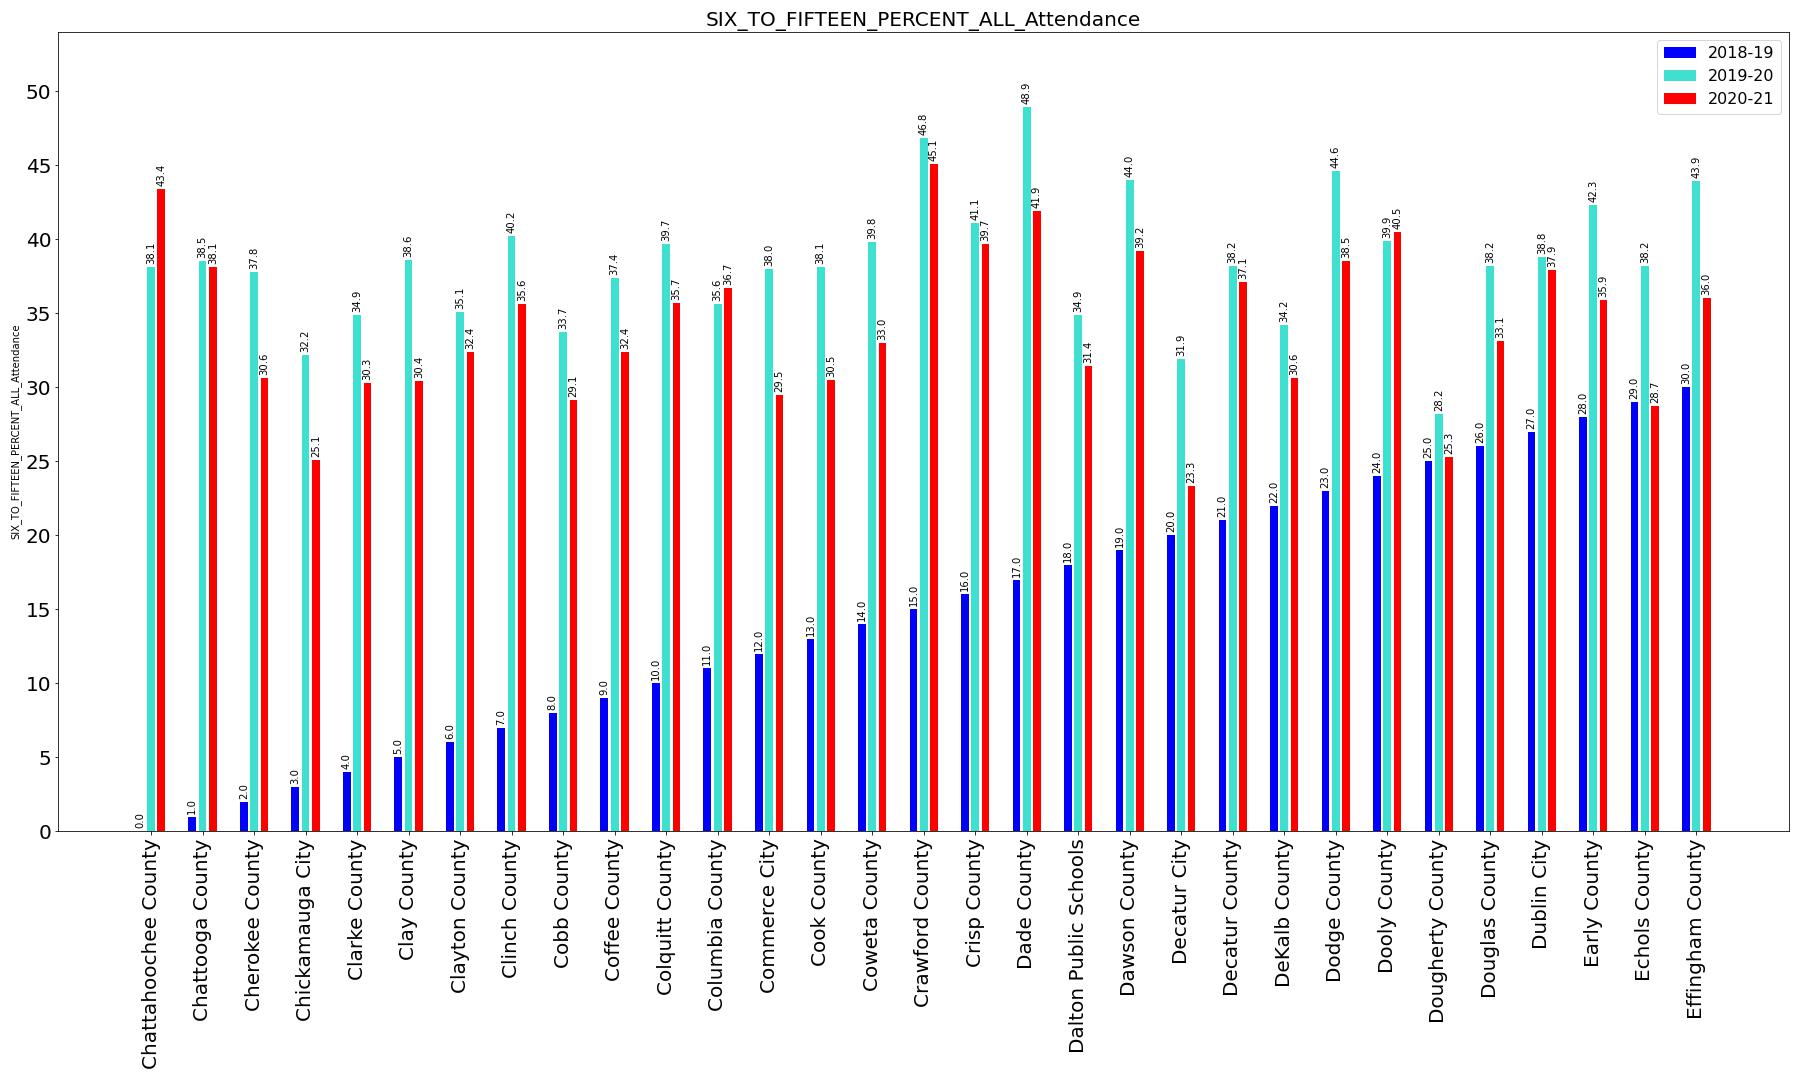 SIX_TO_FIFTEEN_PERCENT_ALL_Attendance
2018-19
2019-20
2020-21
SIX_TO_FIFTEEN_PERCENT_ALL_Attendance
50
45
40
35
30
25
20
15
10
5
0
0.0 38.1 43.4
1.0 38.5 38.1
2.0 37.8 30.6
3.0 32.2 25.1
4.0 34.9 30.3
5.0 38.6 30.4
6.0 35.1 32.4
7.0 40.2 35.6
8.0 33.7 29.1
9.0 37.4 32.4
10.0 39.7 35.7
11.0 35.6 36.7
12.0 38.0 29.5
13.0 38.1 30.5
14.0 39.8 33.0
15.0 46.8 45.1
16.0 41.1 39.7
17.0 48.9 41.9
18.0 34.9 31.4
19.0 44.0 39.2
20.0 31.9 23.3
21.0 38.2 37.1
22.0 34.2 30.6
23.0 44.6 38.5
24.0 39.9 40.5
25.0 28.2 25.3
26.0 38.2 33.1
27.0 38.8 37.9
28.0 42.3 35.9
29.0 38.2 28.7
30.0 43.9 36.0
Chattahoochee County
Chattooga County
Cherokee County
Chickamauga City
Clarke County
Clay County
Clayton County
Clinch County
Cobb County
Coffee County
Colquitt County
Columbia County
Commerce City
Cook County
Coweta County
Crawford County
Crisp County
Dade County
Dalton Public Schools
Dawson County
Decatur City
Decatur County
DeKalb County
Dodge County
Dooly County
Dougherty County
Douglas County
Dublin City
Early County
Echols County
Effingham County